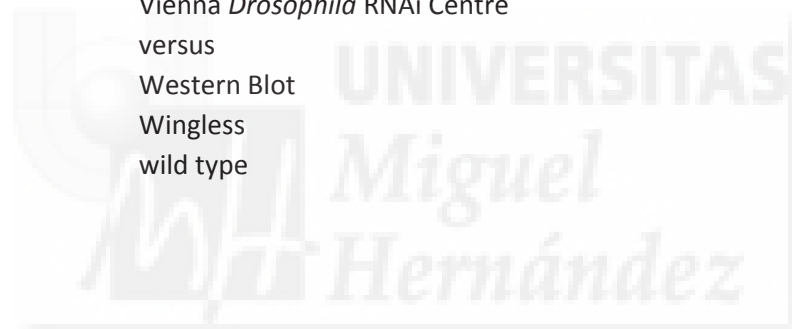 Vienna Drosophila RNAi Centre
versus
Western Blot
Wingless
wild type
UNIVERSITAS
Miguel
Hernández